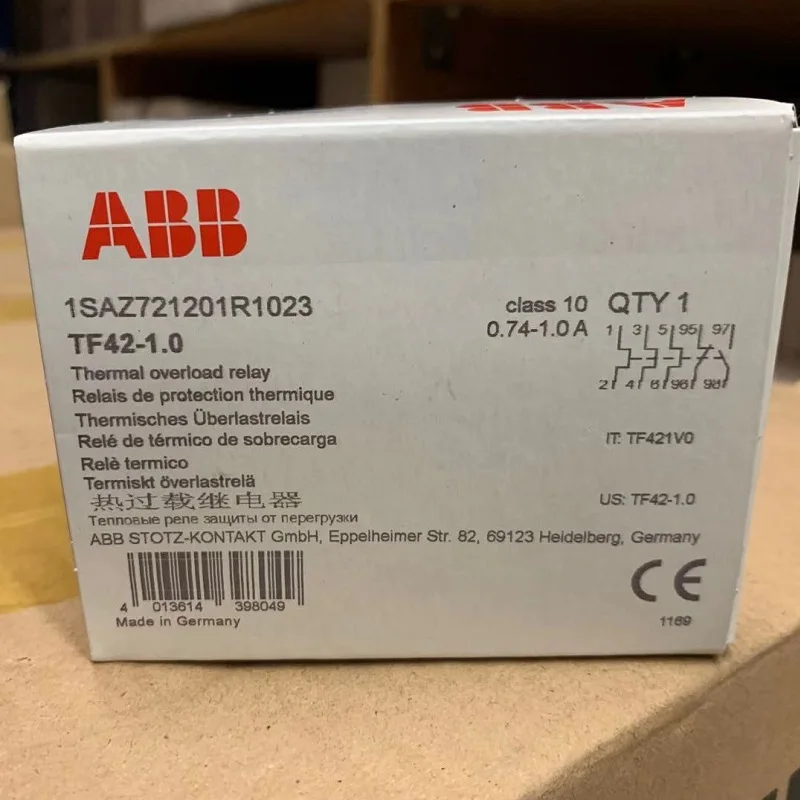 ABB
ABB
1SAZ721201R1023
class 10 QTY 1
TF42-1.0
0.74-1.0 A
1 3 5 95 97
2 4 6 96 98
Thermal overload relay
Relais de protection thermique
Thermisches Überlastrelais
Relé de térmico de sobrecarga
IT: TF421V0
Relè termico
Termiskt överlastrelä
热过载继电器
US: TF42-1.0
Тепловые реле защиты от перегрузки
ABB STOTZ-KONTAKT GmbH, Eppelheimer Str. 82, 69123 Heidelberg, Germany
CE
4 013614 398049
Made in Germany
1169